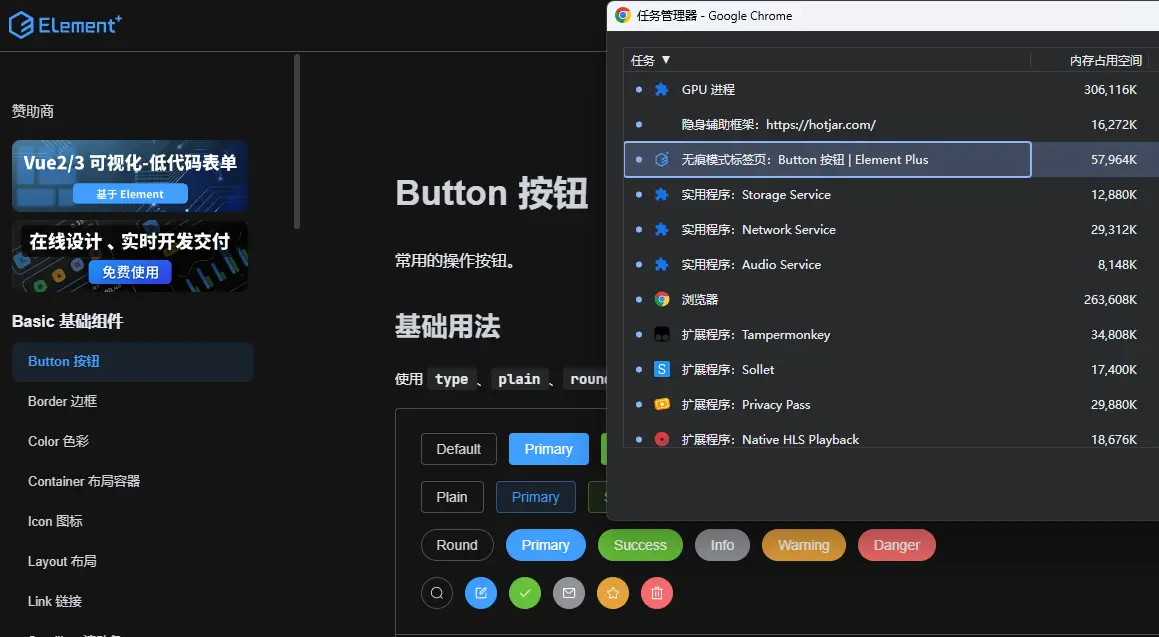 Element+
赞助商
Vue2/3 可视化-低代码表单
基于 Element
在线设计、实时开发交付
免费使用
Basic 基础组件
Button 按钮
Border 边框
Color 色彩
Container 布局容器
Icon 图标
Layout 布局
Link 链接
Button 按钮
常用的操作按钮。
基础用法
使用 type、plain、round
Default Primary
Plain Primary S
Round Primary Success Info Warning Danger
任务管理器 - Google Chrome
任务 ▼ 内存占用空间
GPU 进程 306,116K
隐身辅助框架：https://hotjar.com/ 16,272K
无痕模式标签页：Button 按钮 | Element Plus 57,964K
实用程序：Storage Service 12,880K
实用程序：Network Service 29,312K
实用程序：Audio Service 8,148K
浏览器 263,608K
扩展程序：Tampermonkey 34,808K
S 扩展程序：Sollet 17,400K
扩展程序：Privacy Pass 29,880K
扩展程序：Native HLS Playback 18,676K